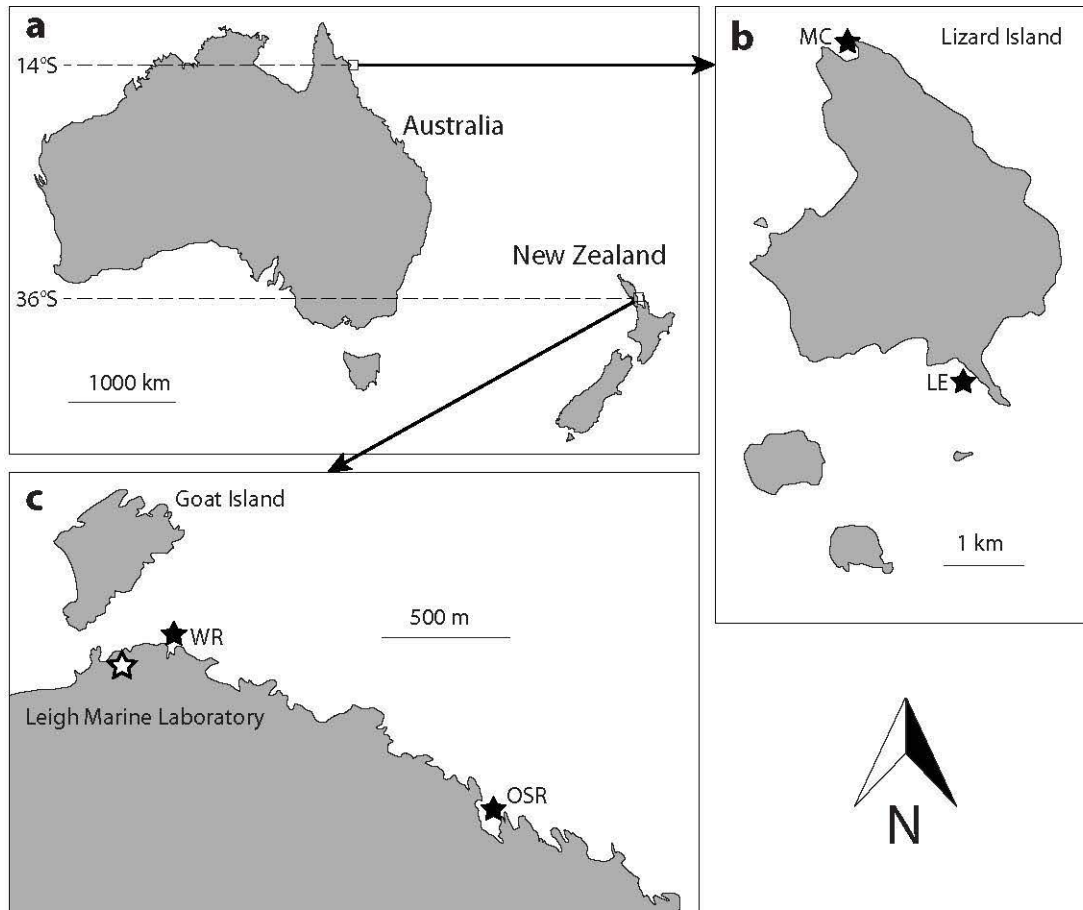 a
14°S
Australia
New Zealand
36°S
1000 km
b
MC
Lizard Island
LE
1 km
c
Goat Island
500 m
WR
Leigh Marine Laboratory
OSR
N